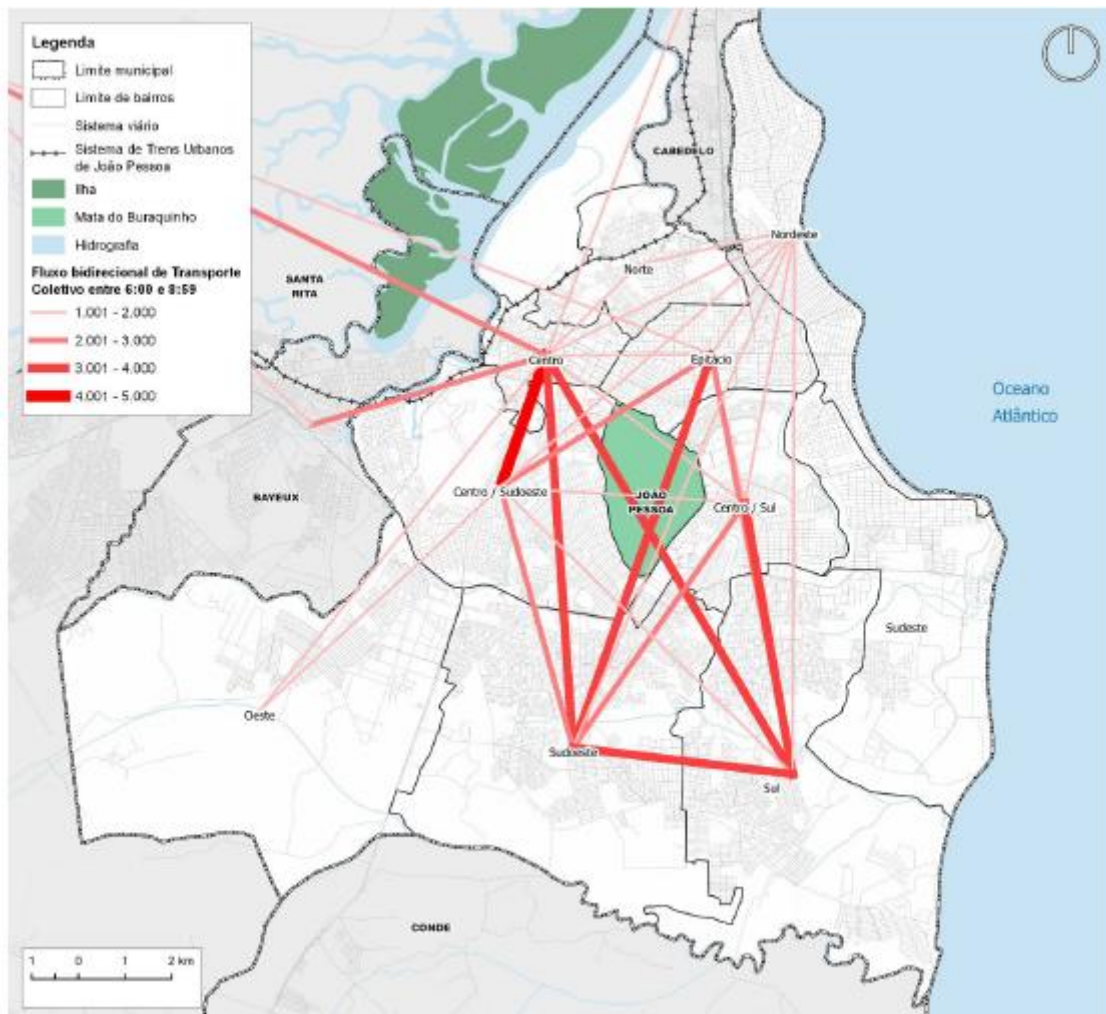 Legenda
Limite municipal
Limite de bairros
Sistema viário
Sistema de Trens Urbanos
de João Pessoa
Ilha
Mata do Buraquinho
Hidrografia
Fluxo bidirecional de Transporte
Coletivo entre 6:00 e 8:59
1.001 - 2.000
2.001 - 3.000
3.001 - 4.000
4.001 - 5.000
CABEDELO
Nordeste
Norte
SANTA
RITA
Centro
Epitácio
Oceano
Atlântico
BAYEUX
Centro / Sudoeste
JOÃO
PESSOA
Centro / Sul
Sudeste
Oeste
Sudoeste
Sul
CONDE
1 0 1 2 km